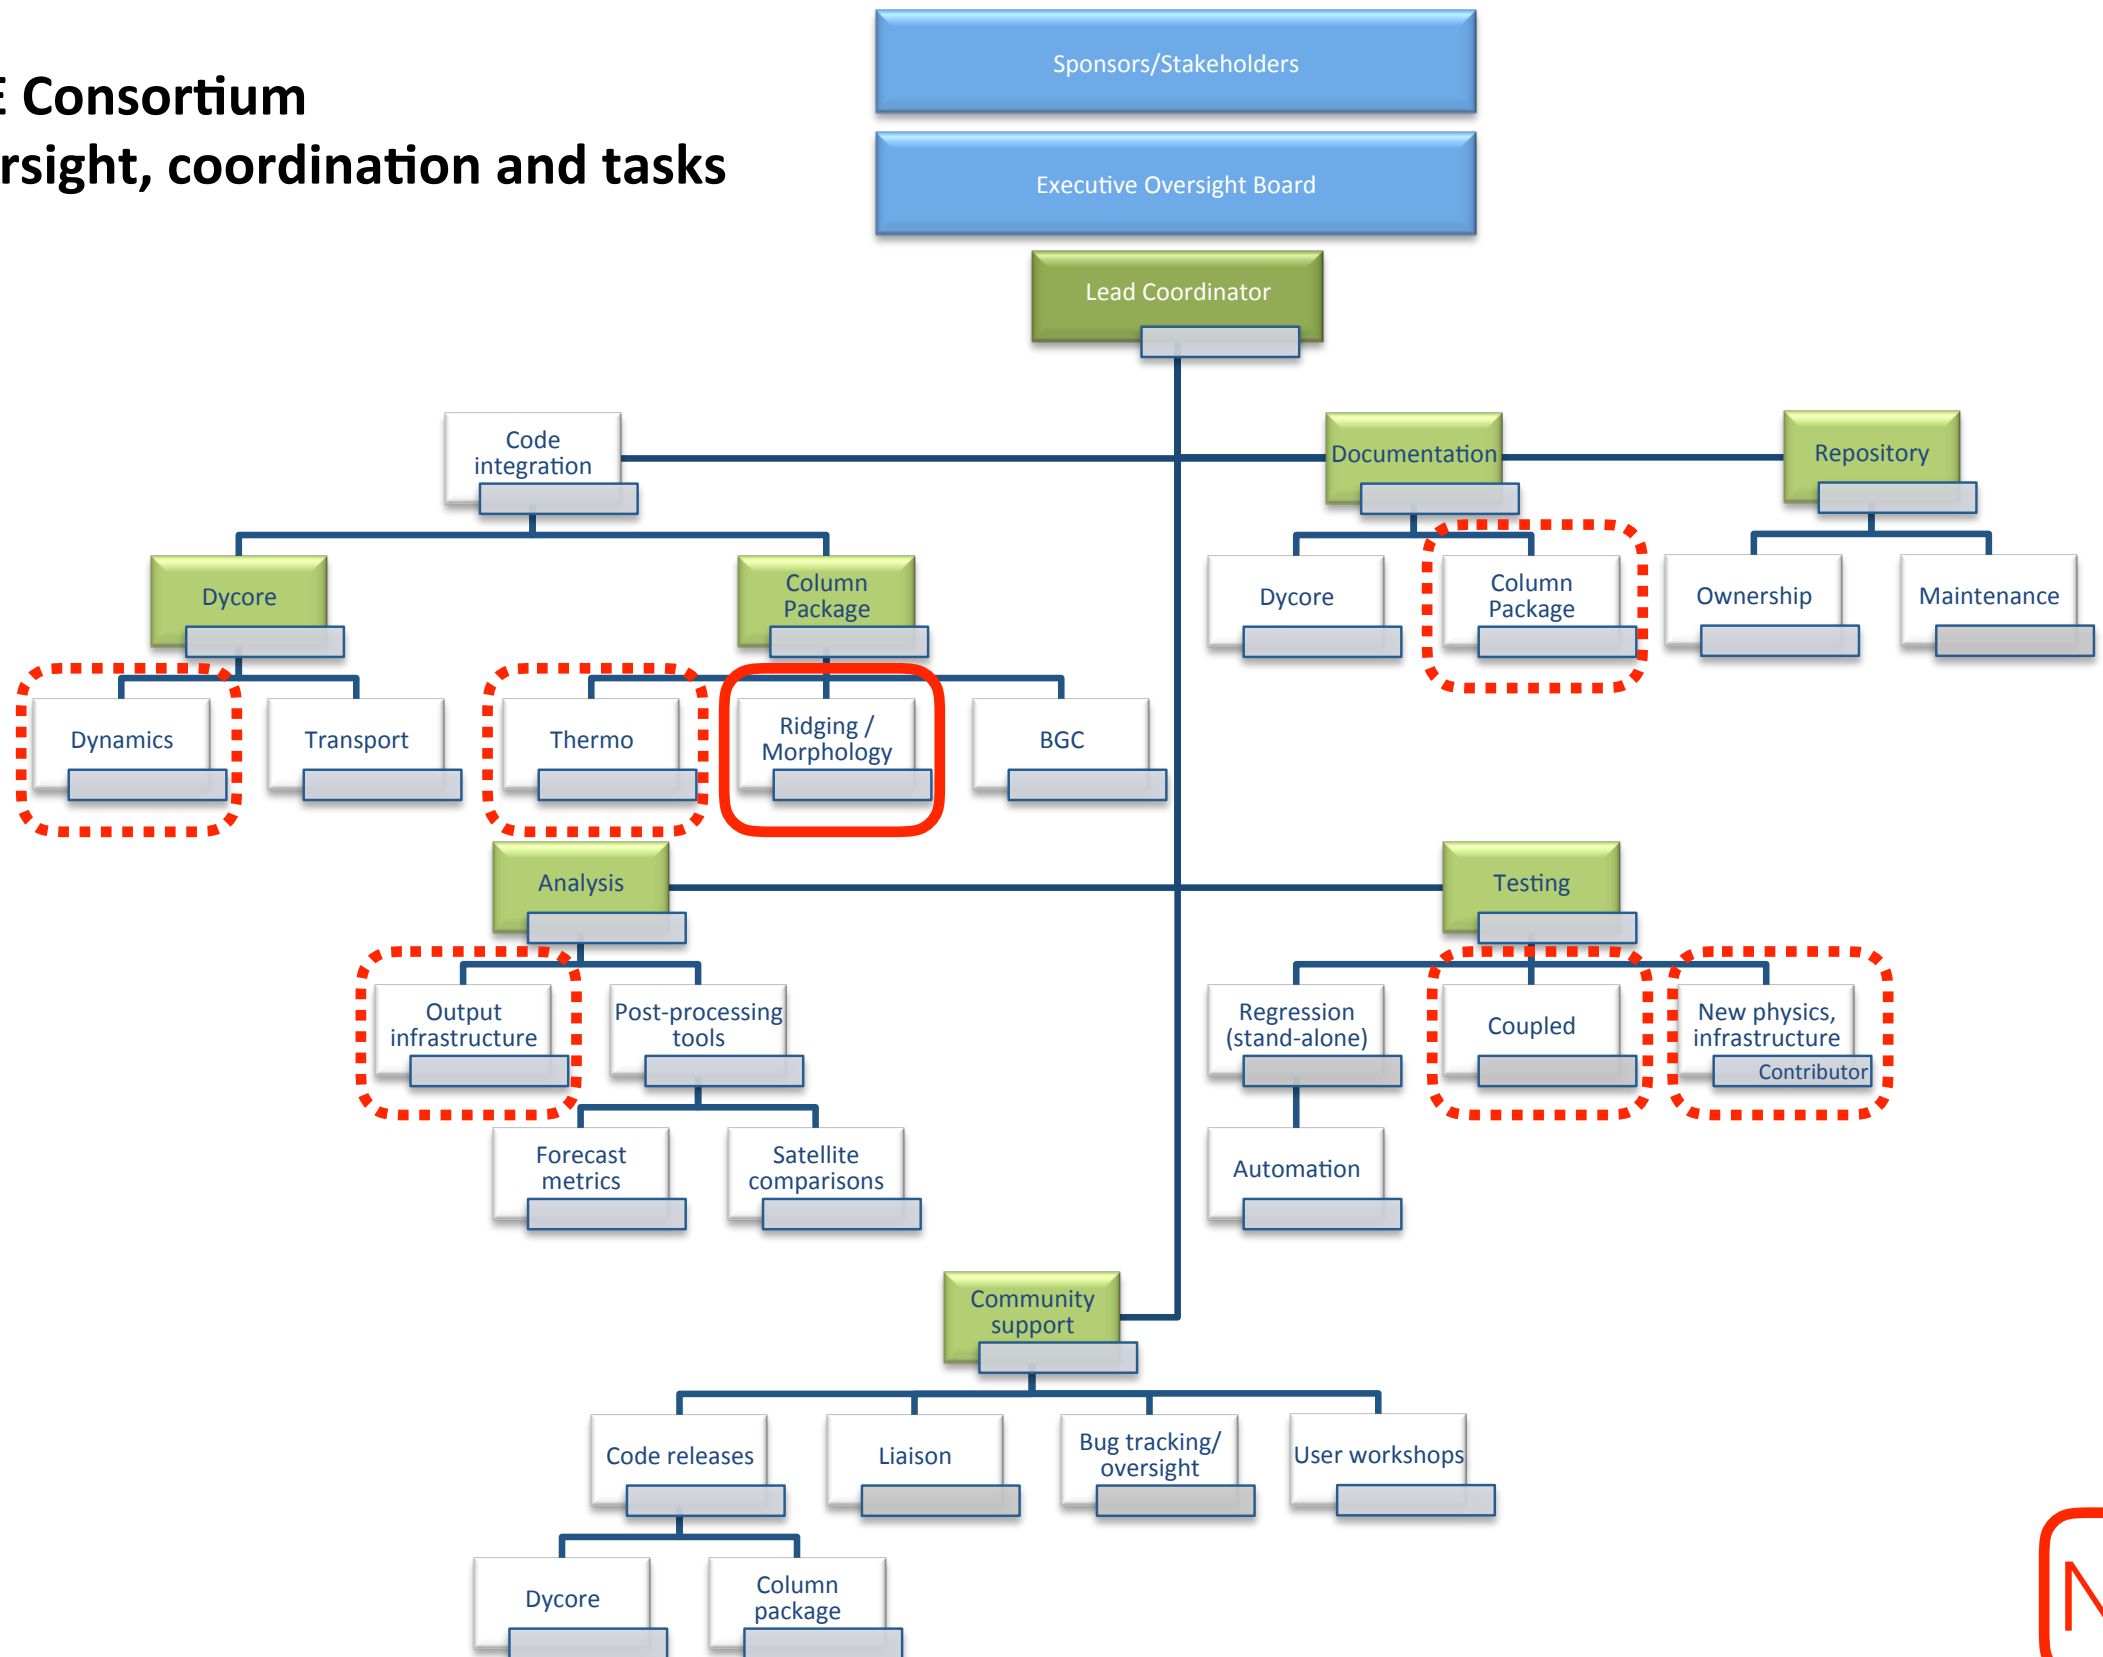 Sponsors/Stakeholders
E Consortium
rsight, coordination and tasks
Executive Oversight Board
Lead Coordinator
Code
integration
Documentation
Repository
Dycore
Column
Package
Dycore
Column
Package
Ownership
Maintenance
Dynamics
Transport
Thermo
Ridging /
Morphology
BGC
Analysis
Testing
Output
infrastructure
Post-processing
tools
Regression
(stand-alone)
Coupled
New physics,
infrastructure
Contributor
Forecast
metrics
Satellite
comparisons
Automation
Community
support
Code releases
Liaison
Bug tracking/
oversight
User workshops
Dycore
Column
package
N